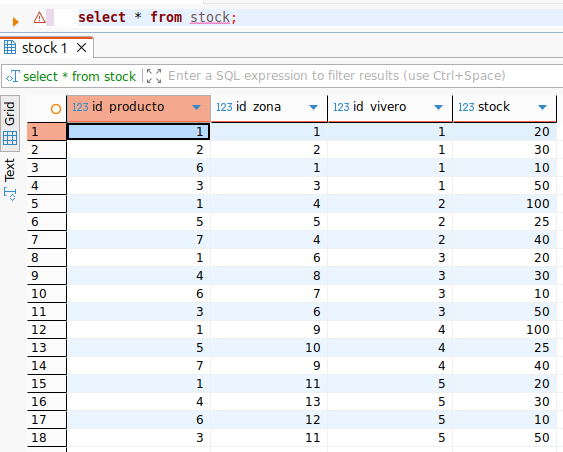 select * from stock;
stock 1
select * from stock Enter a SQL expression to filter results (use Ctrl+Space)
Grid
Text
123 id_producto 123 id_zona 123 id_vivero 123 stock
1 1 1 1 20
2 2 2 1 30
3 6 1 1 10
4 3 3 1 50
5 1 4 2 100
6 5 5 2 25
7 7 4 2 40
8 1 6 3 20
9 4 8 3 30
10 6 7 3 10
11 3 6 3 50
12 1 9 4 100
13 5 10 4 25
14 7 9 4 40
15 1 11 5 20
16 4 13 5 30
17 6 12 5 10
18 3 11 5 50